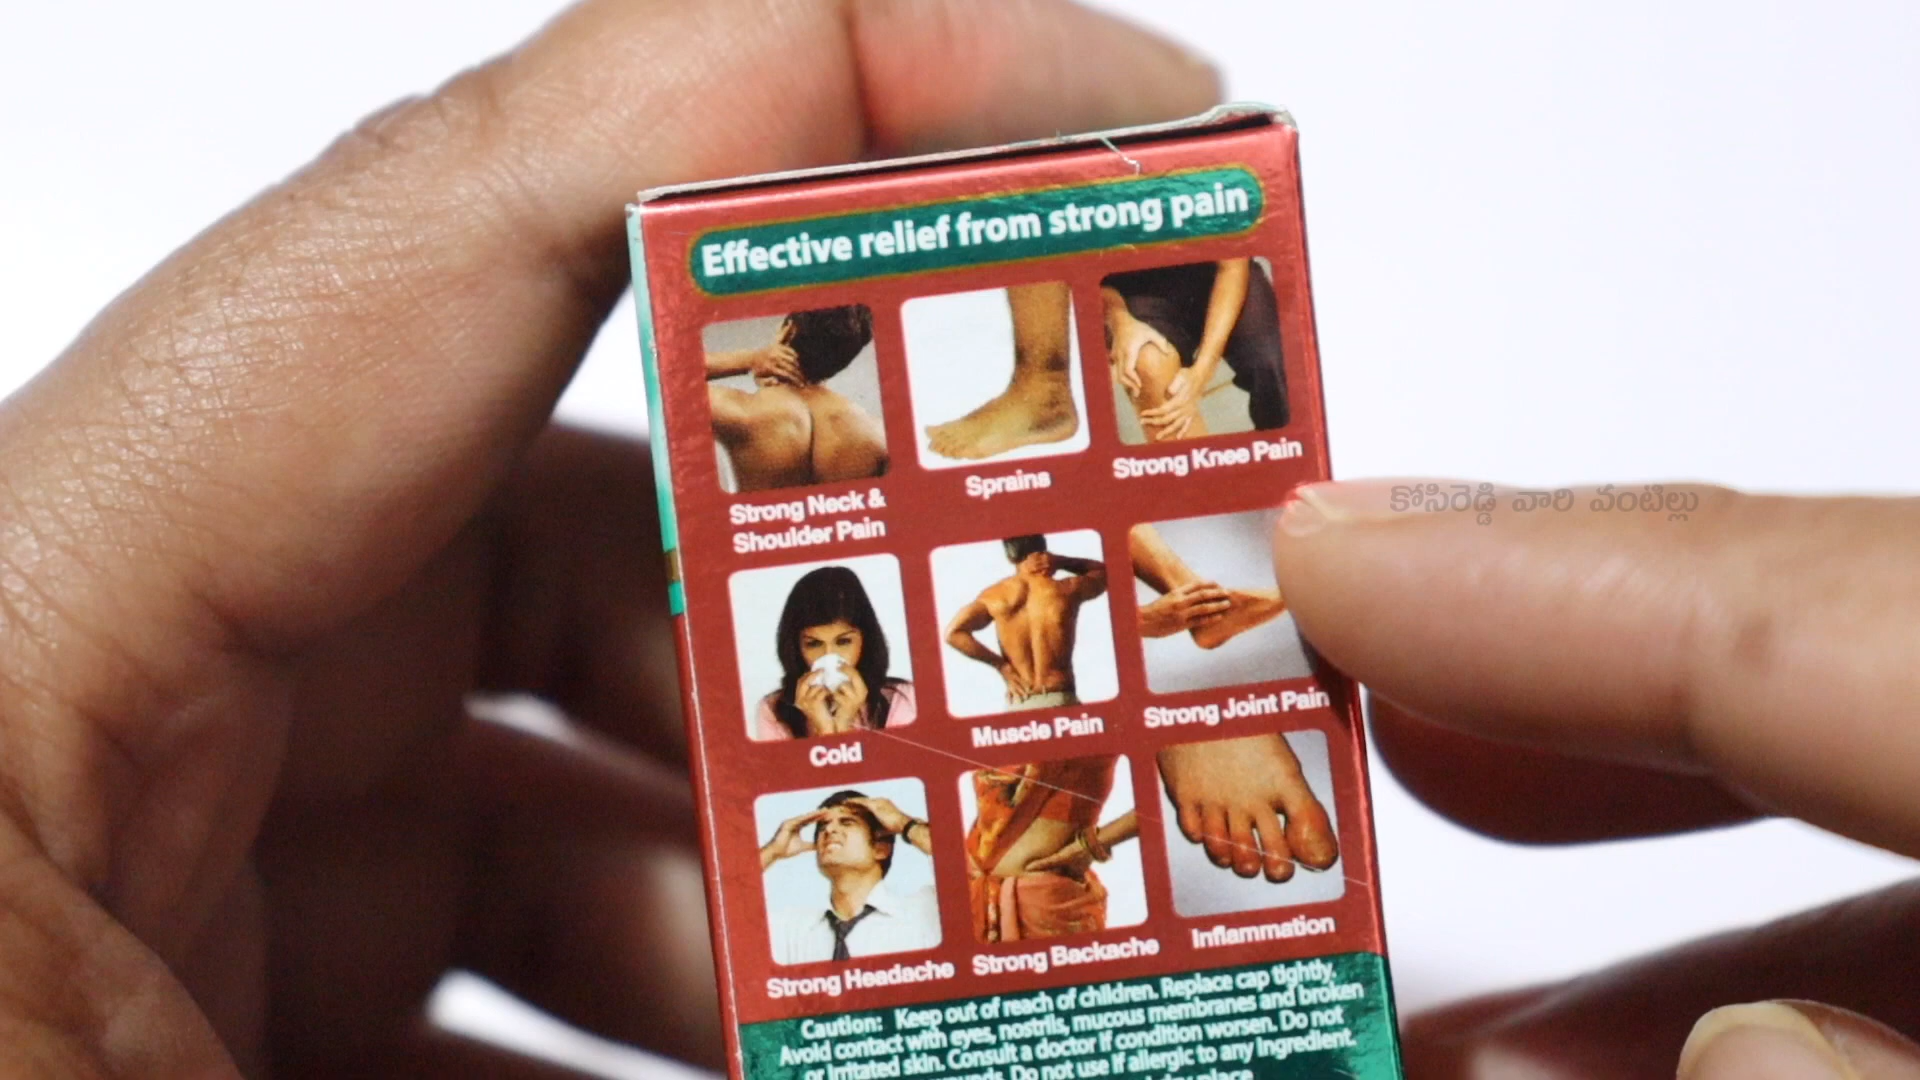 Effective relief from strong pain
Strong Neck &
Shoulder Pain
Sprains
Strong Knee Pain
కోసిరెడ్డి వారి వంటిల్లు
Cold
Muscle Pain
Strong Joint Pain
Strong Headache
Strong Backache
Inflammation
Caution: Keep out of reach of children. Replace cap tightly.
Avoid contact with eyes, nostrils, mucous membranes and broken
or irritated skin. Consult a doctor if condition worsen. Do not
Do not use if allergic to any ingredient.
place